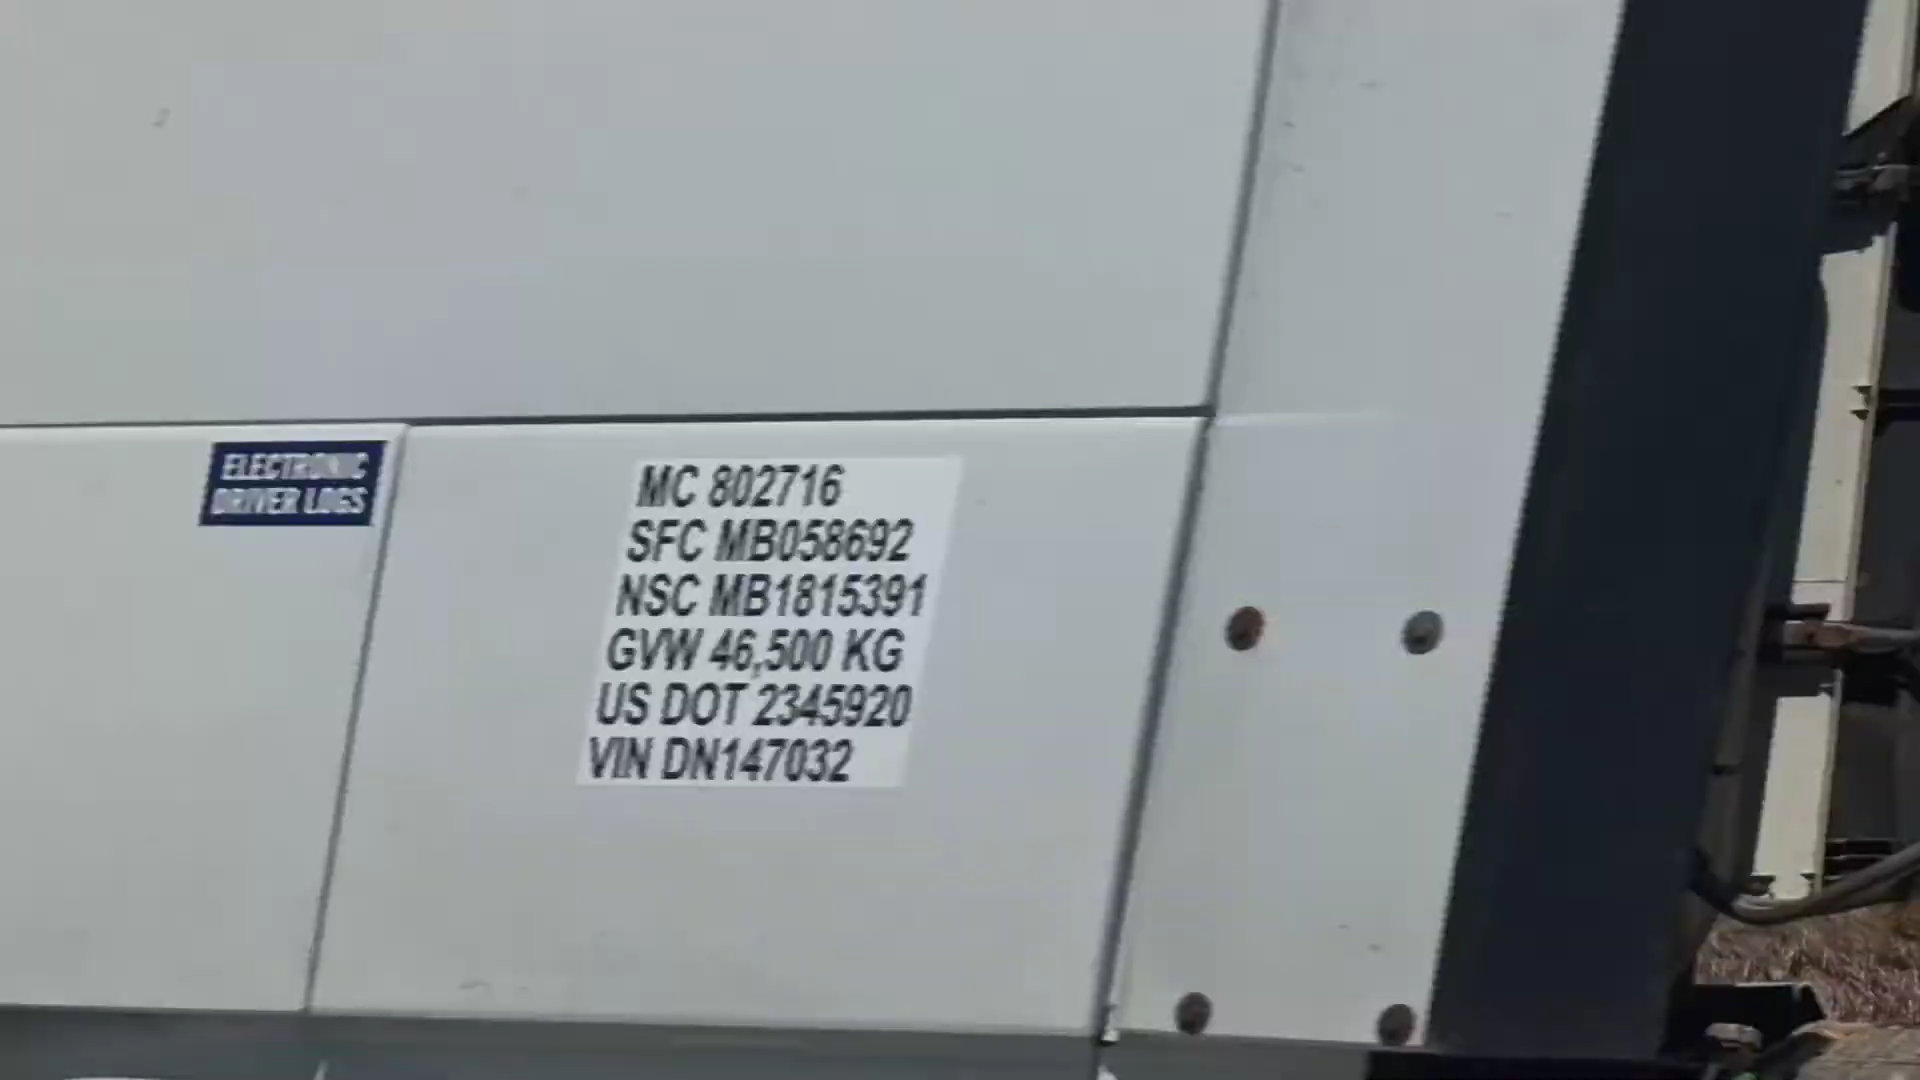 ELECTRONIC
DRIVER LOGS
MC 802716
SFC MB058692
NSC MB1815391
GVW 46,500 KG
US DOT 2345920
VIN DN147032